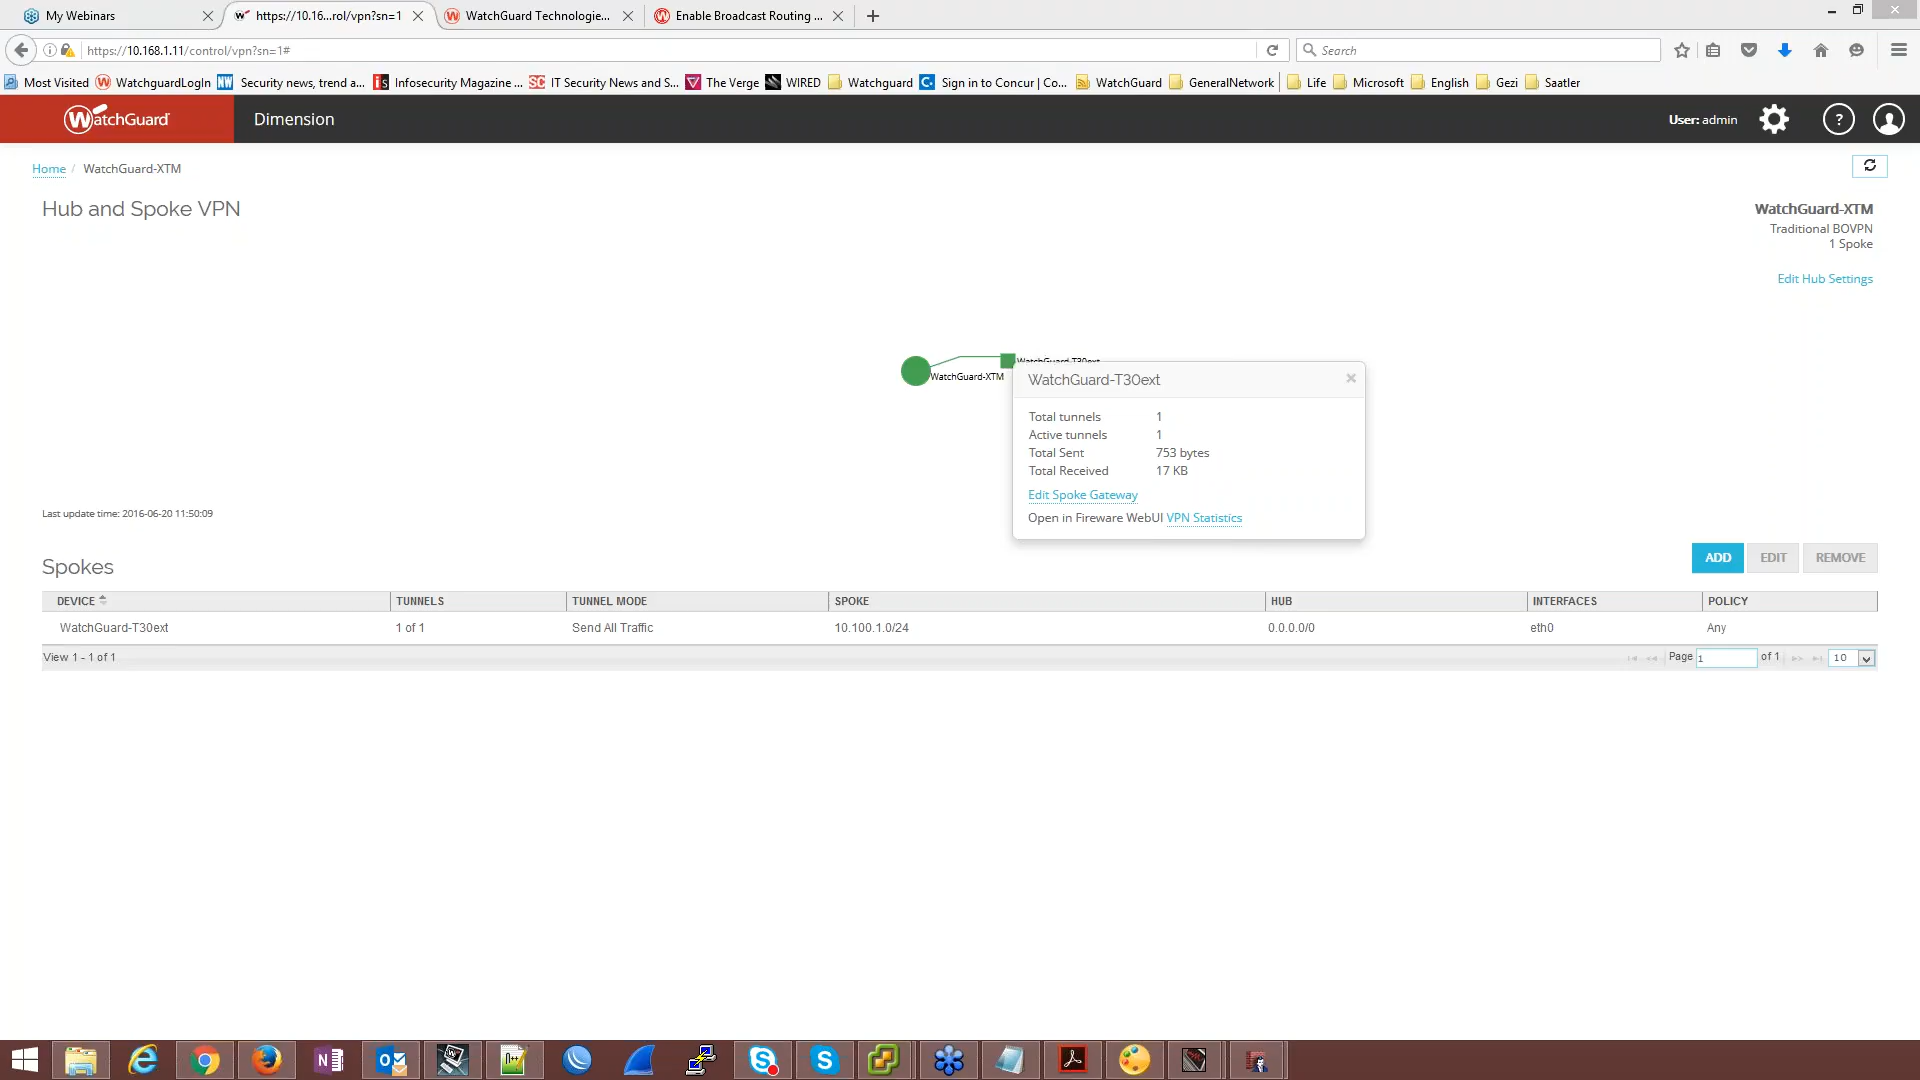 My Webinars
https://10.16...rol/vpn?sn=1
WatchGuard Technologie...
Enable Broadcast Routing ...
https://10.168.1.11/control/vpn?sn=1#
Search
Most Visited
WatchguardLogIn
Security news, trend a...
Infosecurity Magazine ...
IT Security News and S...
The Verge
WIRED
Watchguard
Sign in to Concur | Co...
WatchGuard
GeneralNetwork
Life
Microsoft
English
Gezi
Saatler
WatchGuard
Dimension
User: admin
Home / WatchGuard-XTM
Hub and Spoke VPN
WatchGuard-XTM
Traditional BOVPN
1 Spoke
Edit Hub Settings
WatchGuard-T30ext
WatchGuard-XTM
WatchGuard-T30ext
Total tunnels 1
Active tunnels 1
Total Sent 753 bytes
Total Received 17 KB
Edit Spoke Gateway
Open in Fireware WebUI VPN Statistics
Last update time: 2016-06-20 11:50:09
Spokes
ADD EDIT REMOVE
DEVICE TUNNELS TUNNEL MODE SPOKE HUB INTERFACES POLICY
WatchGuard-T30ext 1 of 1 Send All Traffic 10.100.1.0/24 0.0.0.0/0 eth0 Any
View 1 - 1 of 1
Page 1 of 1 10